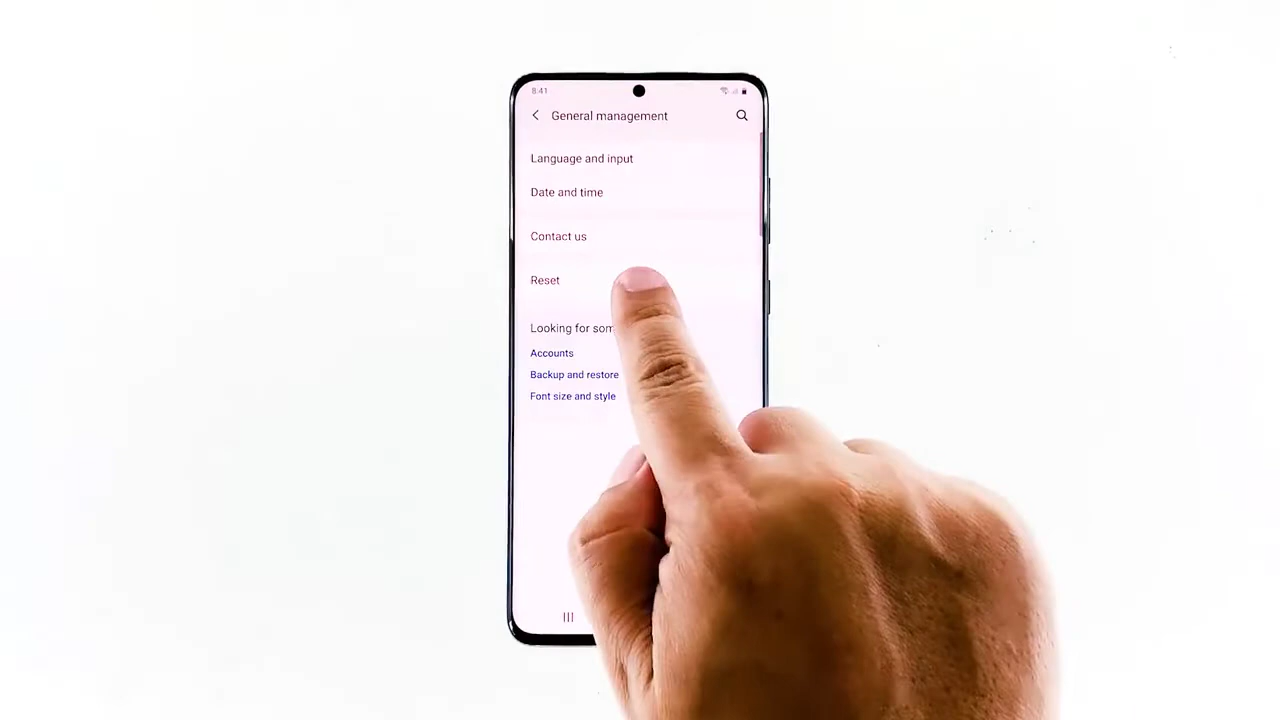 8:41
General management
Language and input
Date and time
Contact us
Reset
Looking for som
Accounts
Backup and restore
Font size and style